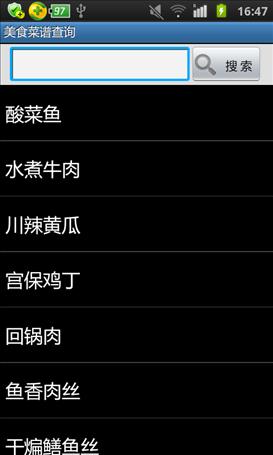 97
16:47
美食菜谱查询
搜索
酸菜鱼
水煮牛肉
川辣黄瓜
宫保鸡丁
回锅肉
鱼香肉丝
干煸鳝鱼丝